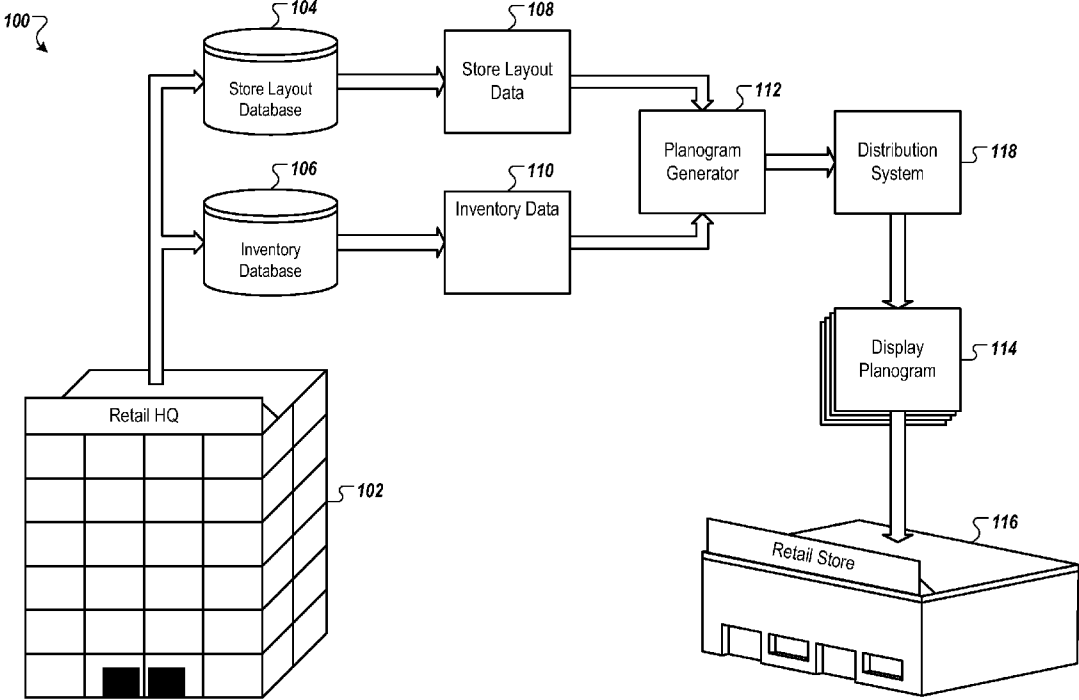 100
104
Store Layout
Database
108
Store Layout
Data
112
Planogram
Generator
Distribution
System
118
106
Inventory
Database
110
Inventory Data
Display
Planogram
114
Retail HQ
102
116
Retail Store